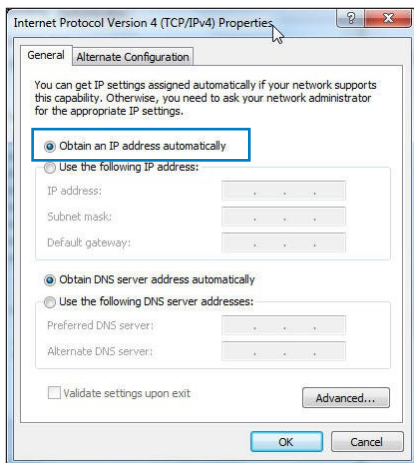 Internet Protocol Version 4 (TCP/IPv4) Properties
General
Alternate Configuration
You can get IP settings assigned automatically if your network supports
this capability. Otherwise, you need to ask your network administrator
for the appropriate IP settings.
Obtain an IP address automatically
Use the following IP address:
IP address:
Subnet mask:
Default gateway:
Obtain DNS server address automatically
Use the following DNS server addresses:
Preferred DNS server:
Alternate DNS server:
Validate settings upon exit
Advanced...
OK
Cancel